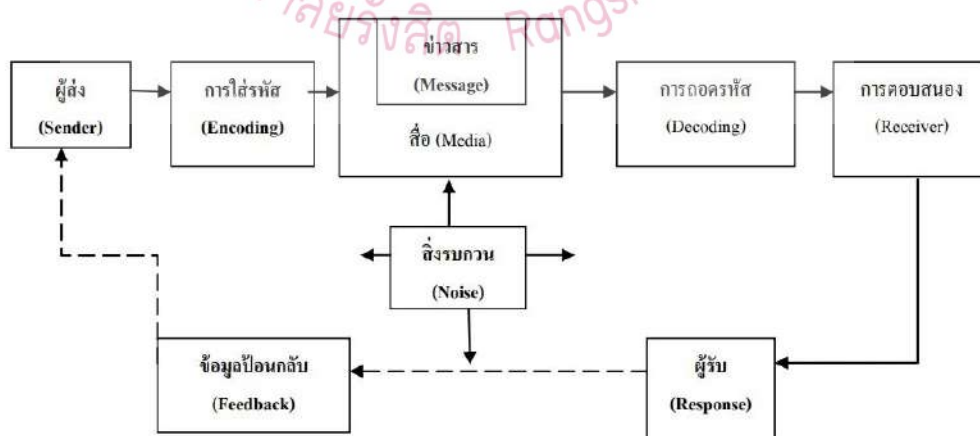 ผู้ส่ง
(Sender)
การใส่รหัส
(Encoding)
ข่าวสาร
(Message)
สื่อ (Media)
การถอดรหัส
(Decoding)
การตอบสนอง
(Receiver)
สิ่งรบกวน
(Noise)
ข้อมูลป้อนกลับ
(Feedback)
ผู้รับ
(Response)